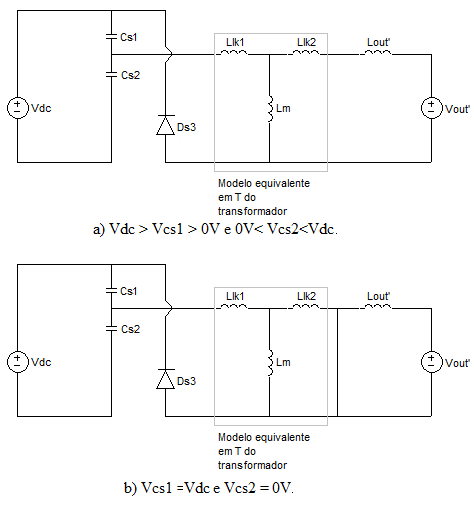 Cs1
Llk1
Llk2
Lout'
Cs2
Vdc
Ds3
Lm
Vout'
Modelo equivalente
em T do
transformador
a) Vdc > Vcs1 > 0V e 0V< Vcs2<Vdc.
Cs1
Llk1
Llk2
Lout'
Cs2
Vdc
Ds3
Lm
Vout'
Modelo equivalente
em T do
transformador
b) Vcs1 =Vdc e Vcs2 = 0V.